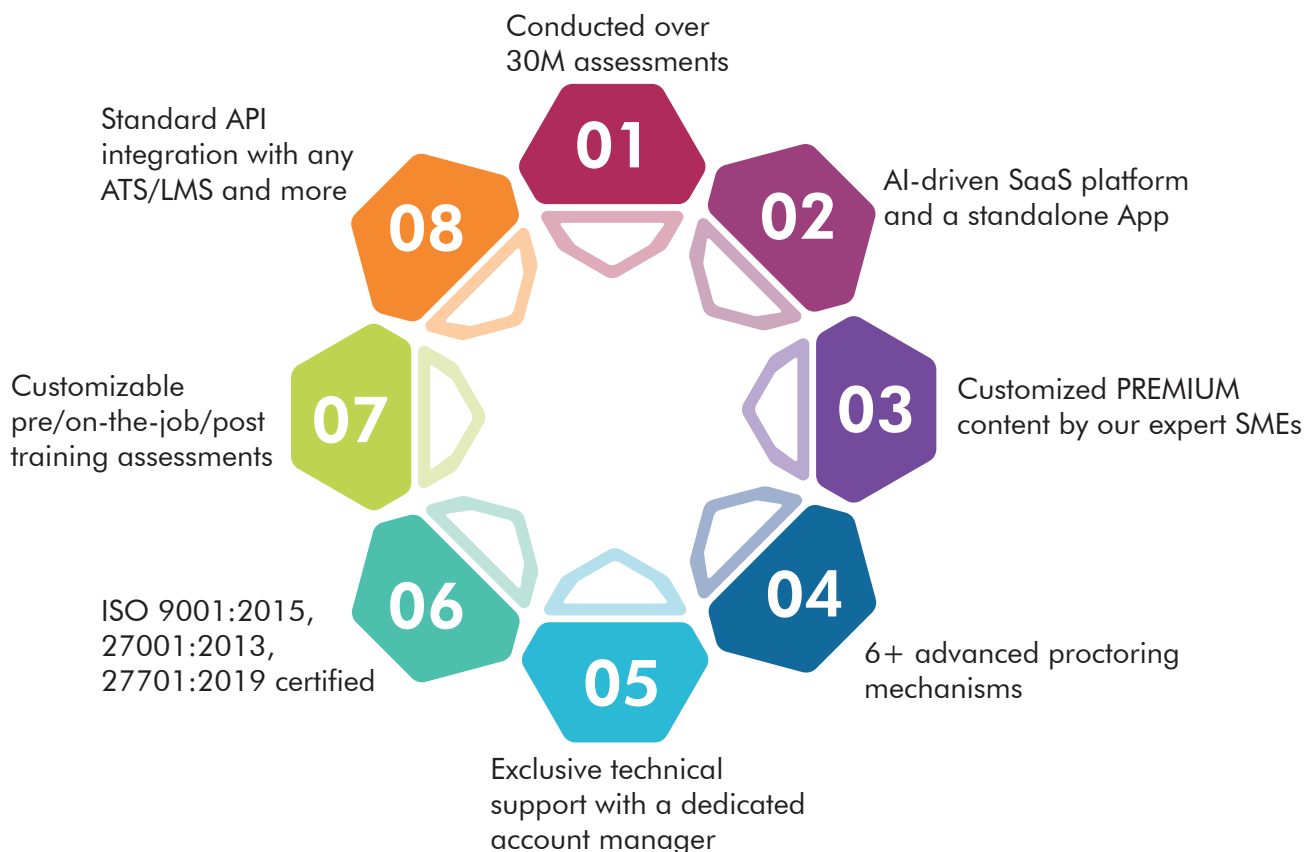 Conducted over
30M assessments
01
AI-driven SaaS platform
and a standalone App
02
Customized PREMIUM
content by our expert SMEs
03
6+ advanced proctoring
mechanisms
04
Exclusive technical
support with a dedicated
account manager
05
ISO 9001:2015,
27001:2013,
27701:2019 certified
06
Customizable
pre/on-the-job/post
training assessments
07
Standard API
integration with any
ATS/LMS and more
08